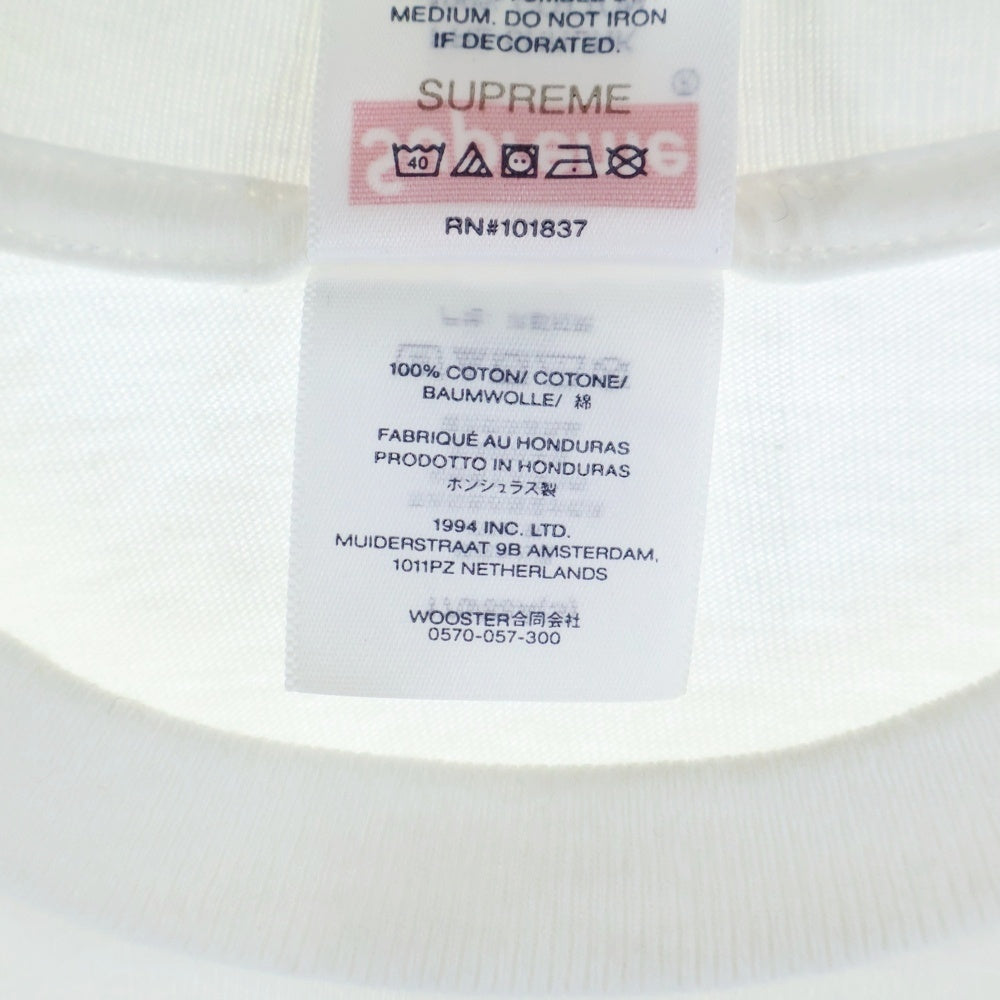 MEDIUM. DO NOT IRON
IF DECORATED.
SUPREME
®
Supreme
40
RN#101837
100% COTON/ COTONE/
BAUMWOLLE/ 綿
FABRIQUÉ AU HONDURAS
PRODOTTO IN HONDURAS
ホンジュラス製
1994 INC. LTD.
MUIDERSTRAAT 9B AMSTERDAM,
1011PZ NETHERLANDS
WOOSTER合同会社
0570-057-300